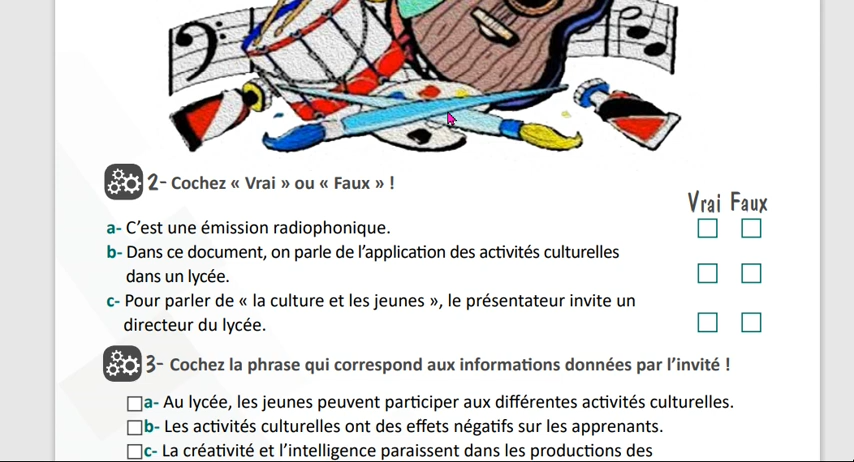 2- Cochez « Vrai » ou « Faux » !
Vrai Faux
a- C’est une émission radiophonique.
b- Dans ce document, on parle de l’application des activités culturelles
dans un lycée.
c- Pour parler de « la culture et les jeunes », le présentateur invite un
directeur du lycée.
3- Cochez la phrase qui correspond aux informations données par l’invité !
a- Au lycée, les jeunes peuvent participer aux différentes activités culturelles.
b- Les activités culturelles ont des effets négatifs sur les apprenants.
c- La créativité et l’intelligence paraissent dans les productions des